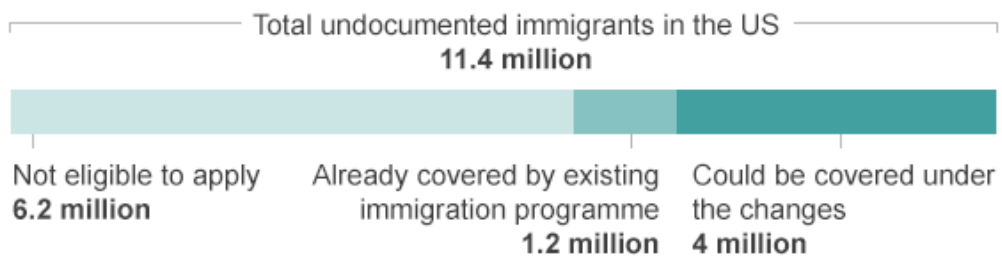 Total undocumented immigrants in the US
11.4 million
Not eligible to apply
6.2 million
Already covered by existing
immigration programme
1.2 million
Could be covered under
the changes
4 million